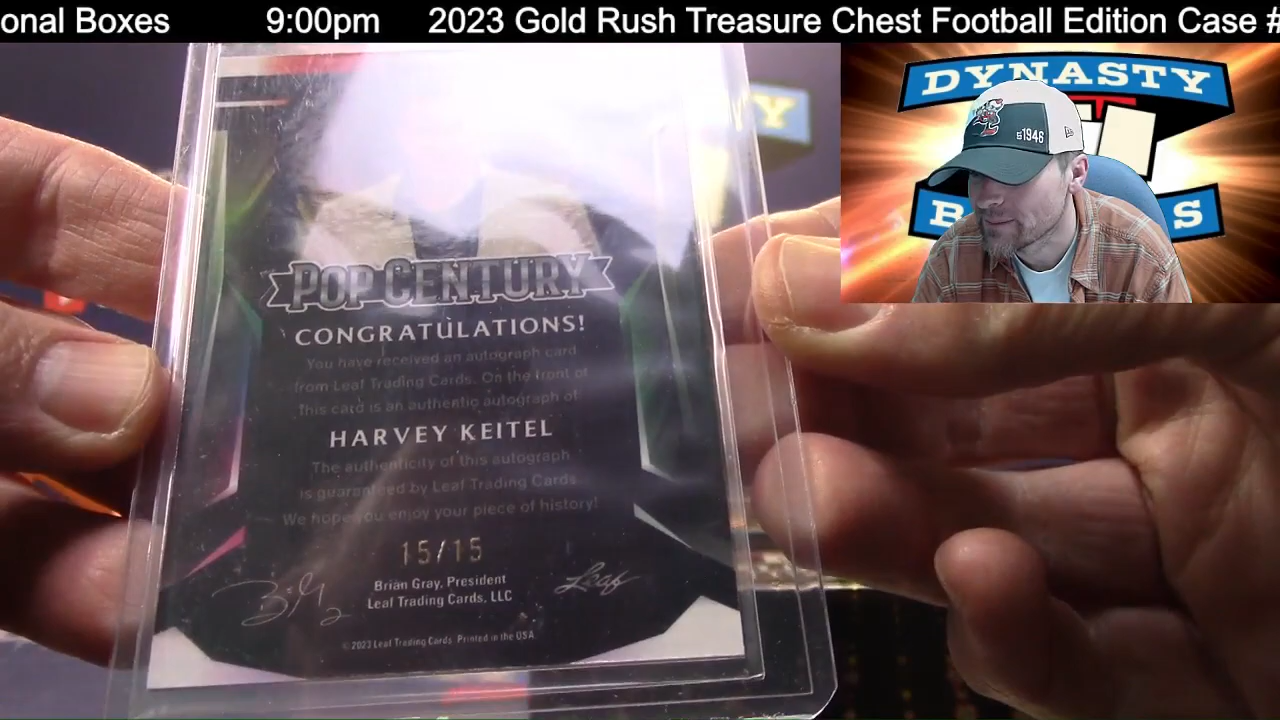 onal Boxes 9:00pm 2023 Gold Rush Treasure Chest Football Edition Case #
DYNASTY
1946
POP CENTURY
CONGRATULATIONS!
You have received an autograph card
from Leaf Trading Cards. On the front of
This card is an authentic autograph of
HARVEY KEITEL
The authenticity of this autograph
is guaranteed by Leaf Trading Cards
We hope you enjoy your piece of history!
15/15
Brian Gray, President
Leaf Trading Cards, LLC
Leaf
© 2023 Leaf Trading Cards. Printed in the USA.